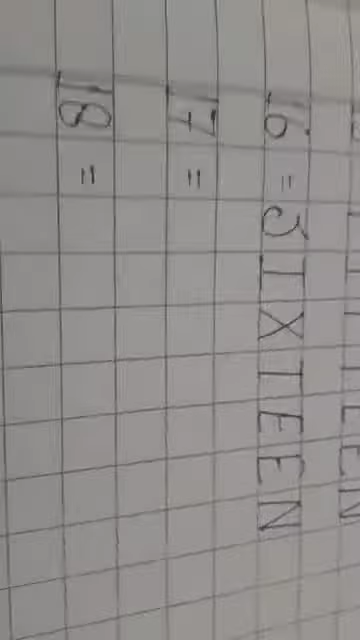 16 = SIXTEEN
17 =
18 =